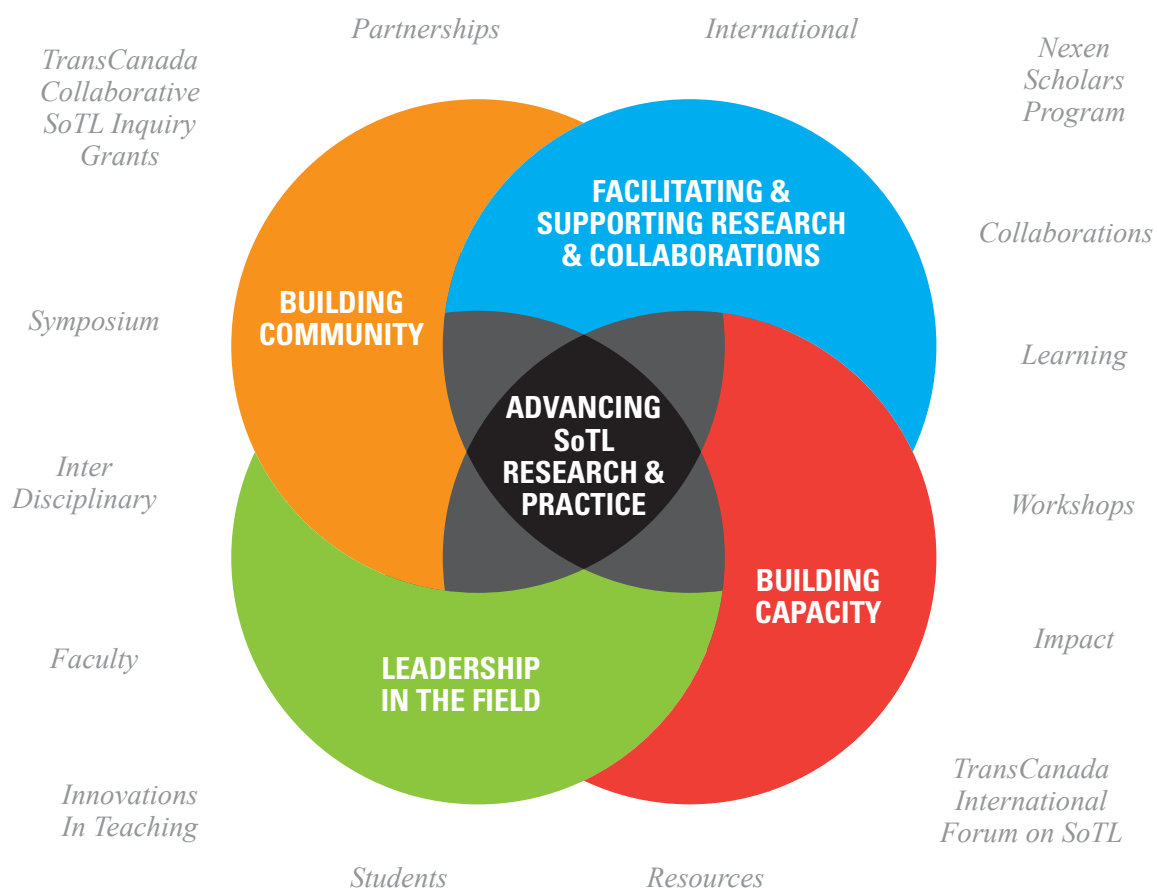 Partnerships
International
TransCanada
Collaborative
SoTL Inquiry
Grants
Nexen
Scholars
Program
FACILITATING &
SUPPORTING RESEARCH
& COLLABORATIONS
Collaborations
BUILDING
COMMUNITY
Symposium
Learning
ADVANCING
SoTL
RESEARCH &
PRACTICE
Inter
Disciplinary
Workshops
BUILDING
CAPACITY
Faculty
LEADERSHIP
IN THE FIELD
Impact
Innovations
In Teaching
TransCanada
International
Forum on SoTL
Students
Resources